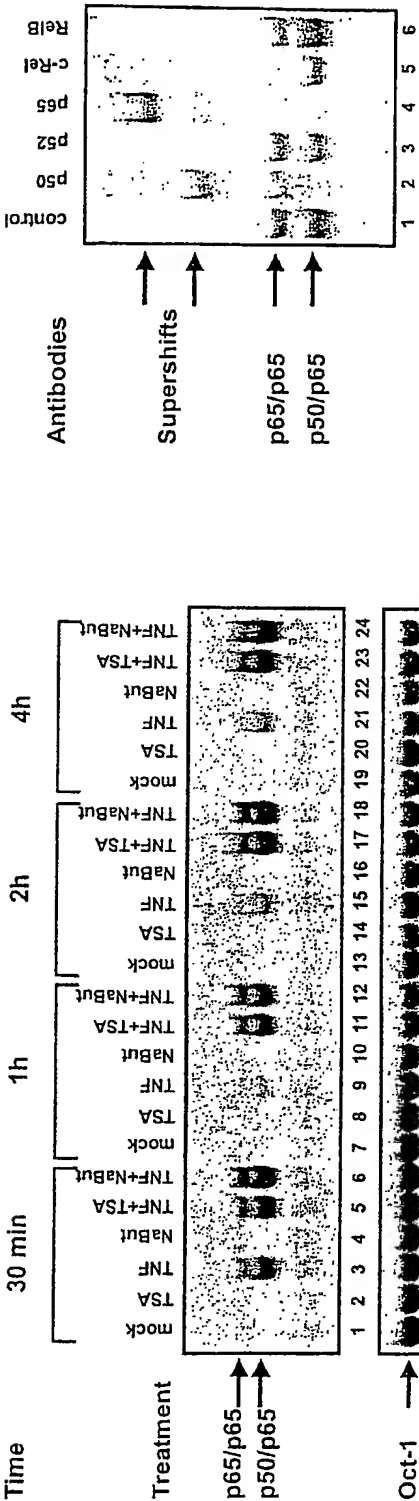 Time
30 min 1h 2h 4h
Treatment
mock TSA TNF NaBut TNF+TSA TNF+NaBut mock TSA TNF NaBut TNF+TSA TNF+NaBut mock TSA TNF NaBut TNF+TSA TNF+NaBut mock TSA TNF NaBut TNF+TSA TNF+NaBut
p65/p65
p50/p65
1 2 3 4 5 6 7 8 9 10 11 12 13 14 15 16 17 18 19 20 21 22 23 24
Oct-1
Antibodies
control p50 p52 p65 c-Rel RelB
Supershifts
p65/p65
p50/p65
1 2 3 4 5 6